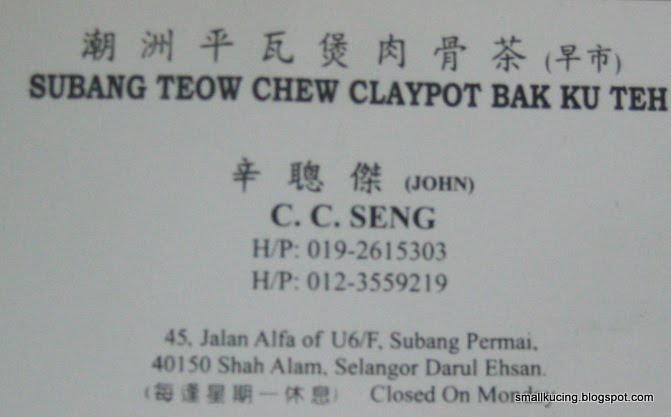 潮洲平瓦煲肉骨茶(早市)
SUBANG TEOW CHEW CLAYPOT BAK KU TEH
辛聰傑 (JOHN)
C. C. SENG
H/P: 019-2615303
H/P: 012-3559219
45, Jalan Alfa of U6/F, Subang Permai,
40150 Shah Alam, Selangor Darul Ehsan.
(每逢星期一休息) Closed On Monday
smallkucing.blogspot.com